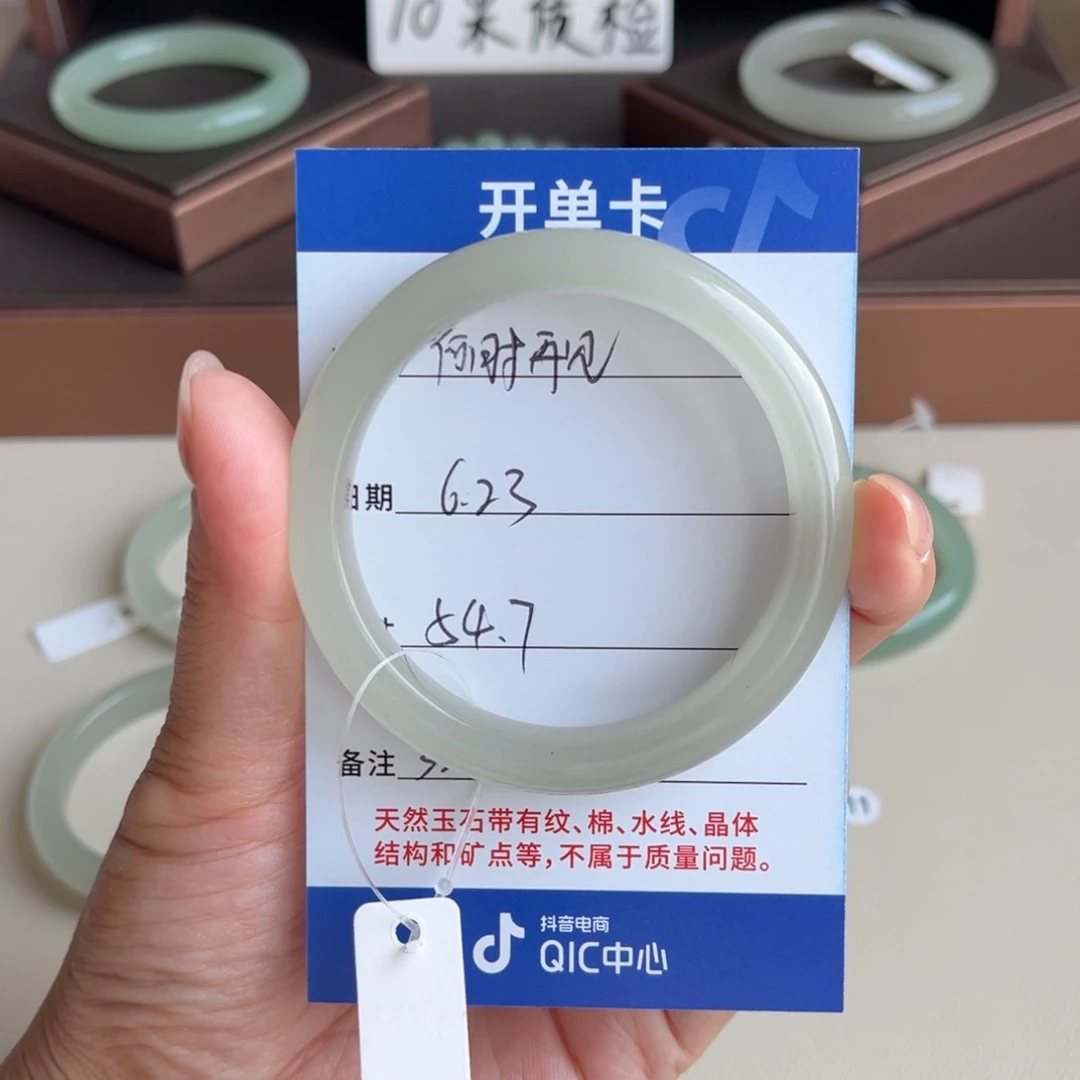 10果质检
开单卡
何时再见
日期 6.23
54.7
备注
天然玉石带有纹、棉、水线、晶体
结构和矿点等,不属于质量问题。
抖音电商
QIC中心
11